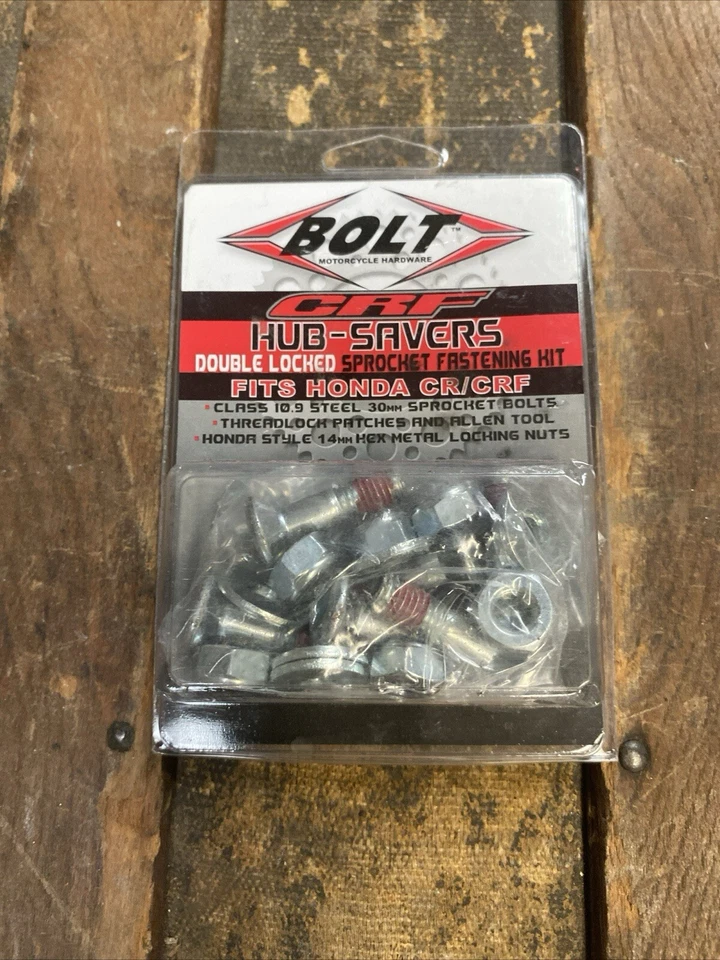 BOLT™
MOTORCYCLE HARDWARE
CRF
HUB-SAVERS
DOUBLE LOCKED SPROCKET FASTENING KIT
FITS HONDA CR/CRF
• CLASS 10.9 STEEL 30MM SPROCKET BOLTS
• THREADLOCK PATCHES AND ALLEN TOOL
• HONDA STYLE 14MM HEX METAL LOCKING NUTS